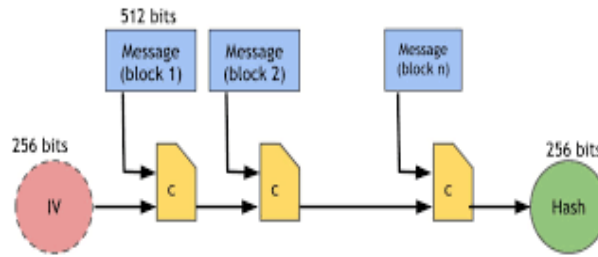 512 bits
Message
(block 1)
Message
(block 2)
Message
(block n)
256 bits
256 bits
IV
C
C
C
Hash